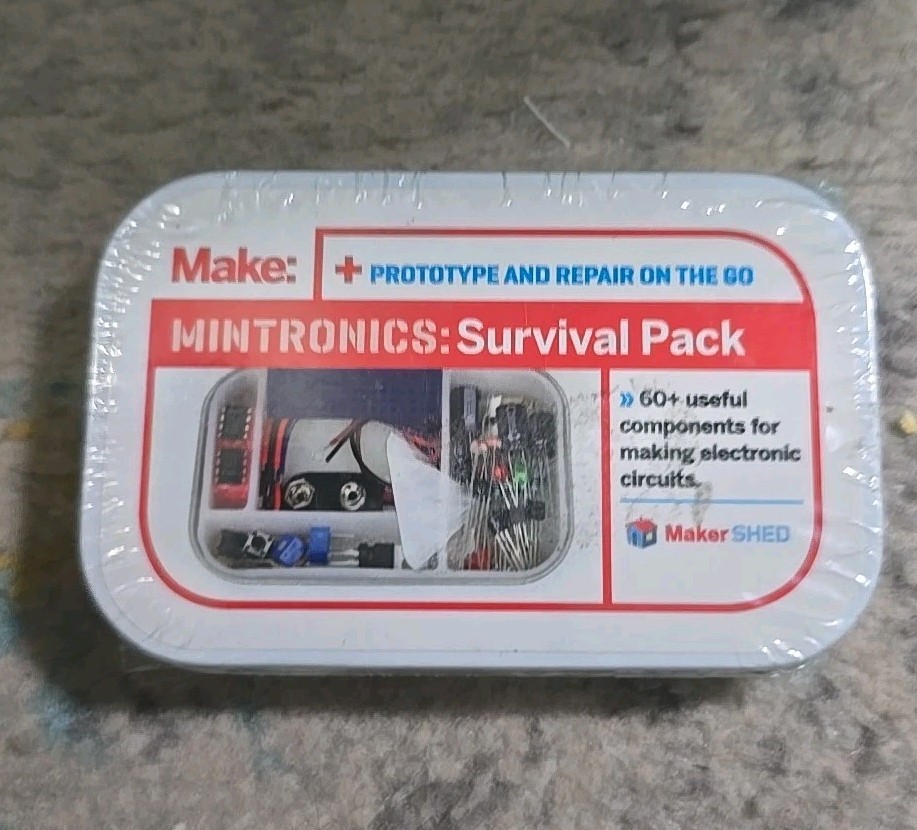 Make:
+ PROTOTYPE AND REPAIR ON THE GO
MINTRONICS: Survival Pack
» 60+ useful
components for
making electronic
circuits.
Maker SHED